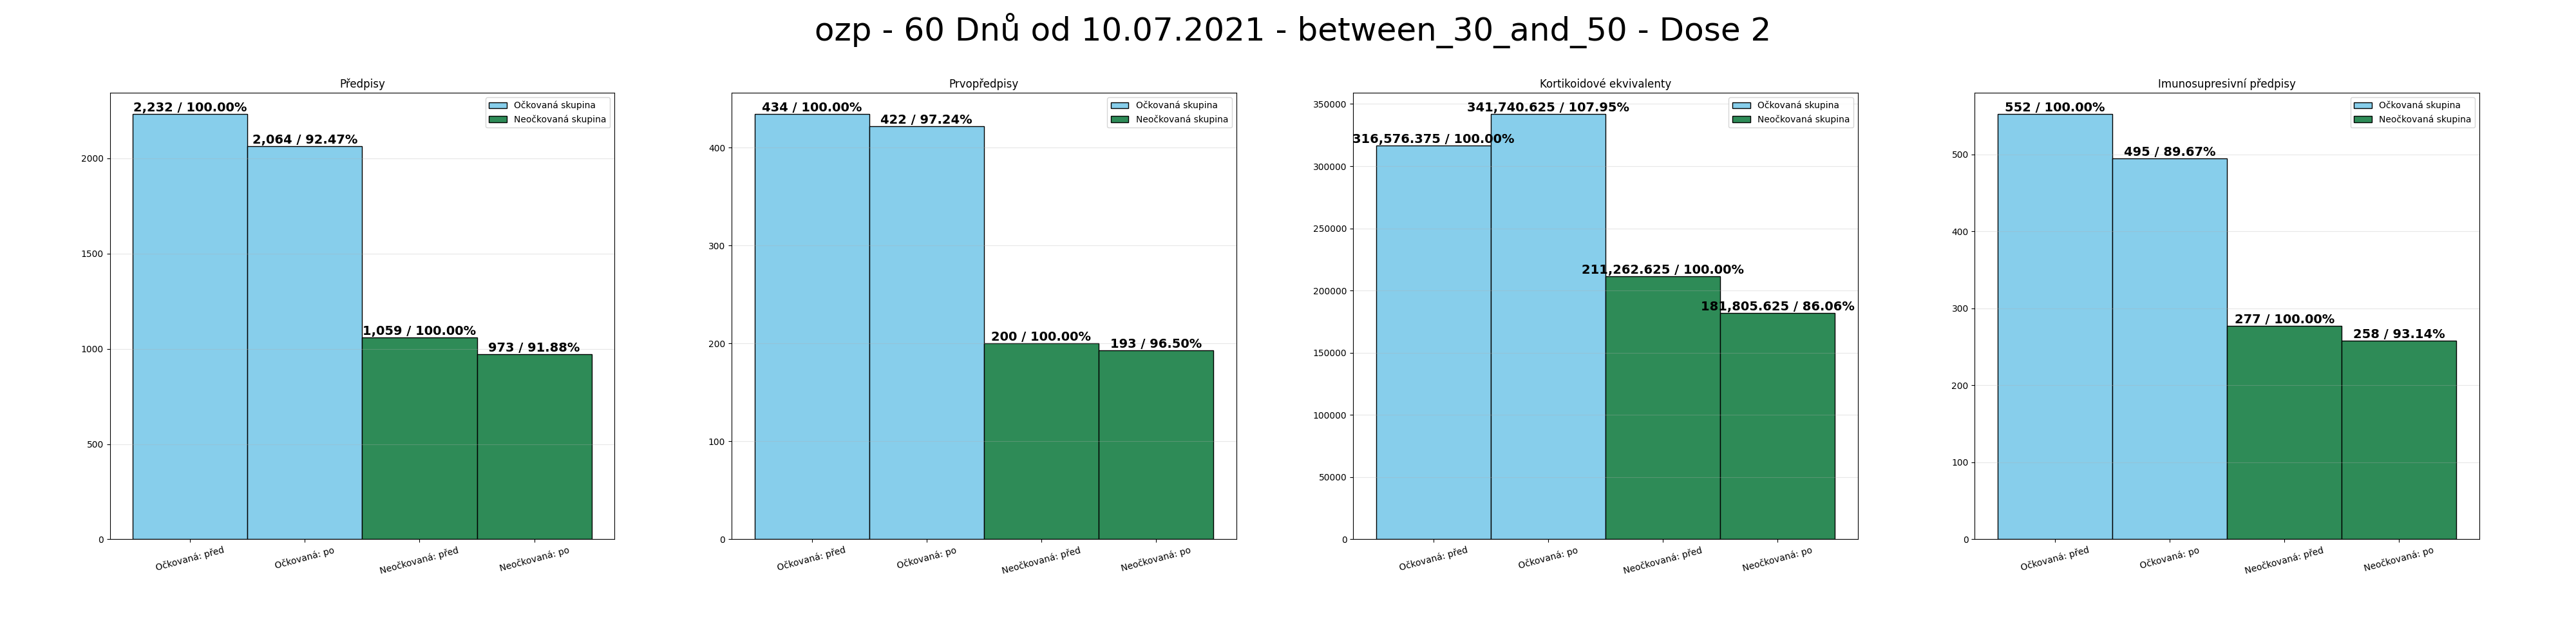 ozp - 60 Dnů od 10.07.2021 - between_30_and_50 - Dose 2
Předpisy
2,232 / 100.00%
2,064 / 92.47%
1,059 / 100.00%
973 / 91.88%
Očkovaná skupina
Neočkovaná skupina
2000
1500
1000
500
0
Očkovaná: před
Očkovaná: po
Neočkovaná: před
Neočkovaná: po
Prvopředpisy
434 / 100.00%
422 / 97.24%
200 / 100.00%
193 / 96.50%
Očkovaná skupina
Neočkovaná skupina
400
300
200
100
0
Očkovaná: před
Očkovaná: po
Neočkovaná: před
Neočkovaná: po
Kortikoidové ekvivalenty
316,576.375 / 100.00%
341,740.625 / 107.95%
211,262.625 / 100.00%
181,805.625 / 86.06%
Očkovaná skupina
Neočkovaná skupina
350000
300000
250000
200000
150000
100000
50000
0
Očkovaná: před
Očkovaná: po
Neočkovaná: před
Neočkovaná: po
Imunosupresivní předpisy
552 / 100.00%
495 / 89.67%
277 / 100.00%
258 / 93.14%
Očkovaná skupina
Neočkovaná skupina
500
400
300
200
100
0
Očkovaná: před
Očkovaná: po
Neočkovaná: před
Neočkovaná: po